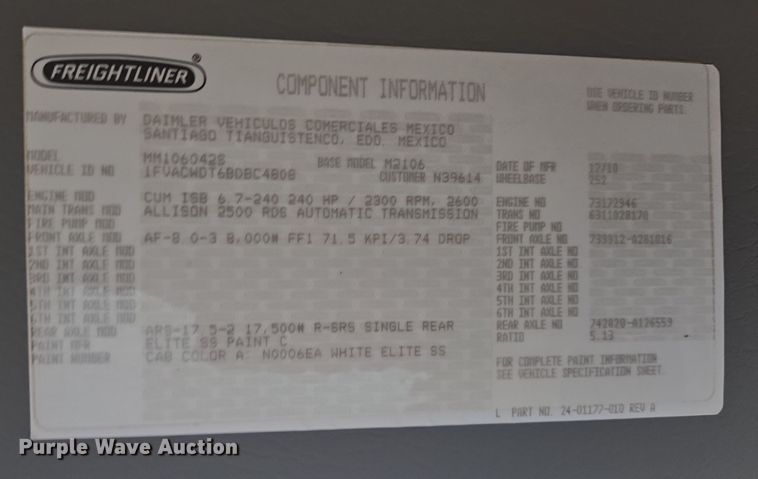 FREIGHTLINER®
COMPONENT INFORMATION
USE VEHICLE ID NUMBER
WHEN ORDERING PARTS.
MANUFACTURED BY DAIMLER VEHICULOS COMERCIALES MEXICO
SANTIAGO TIANGUISTENCO, EDO. MEXICO
MODEL MM106042S BASE MODEL M2106 DATE OF MFR 12/10
VEHICLE ID NO 1FVACWDT6BDBC4808 CUSTOMER N39614 WHEELBASE 252
ENGINE MOD CUM ISB 6.7-240 240 HP / 2300 RPM, 2600 ENGINE NO 73172946
MAIN TRANS MOD ALLISON 2500 RDS AUTOMATIC TRANSMISSION TRANS NO 6311028170
FIRE PUMP MOD FIRE PUMP NO
FRONT AXLE MOD AF-8.0-3 8,000# FF1 71.5 KPI/3.74 DROP FRONT AXLE NO 739912-A281016
1ST INT AXLE MOD 1ST INT AXLE NO
2ND INT AXLE MOD 2ND INT AXLE NO
3RD INT AXLE MOD 3RD INT AXLE NO
4TH INT AXLE MOD 4TH INT AXLE NO
5TH INT AXLE MOD 5TH INT AXLE NO
6TH INT AXLE MOD 6TH INT AXLE NO
REAR AXLE MOD ARS-17.5-2 17,500# R-SRS SINGLE REAR REAR AXLE NO 742020-A126559
PAINT MFR ELITE SS PAINT C RATIO 5.13
PAINT NUMBER CAB COLOR A: N0006EA WHITE ELITE SS
FOR COMPLETE PAINT INFORMATION
SEE VEHICLE SPECIFICATION SHEET.
L PART NO. 24-01177-010 REV A
Purple Wave Auction